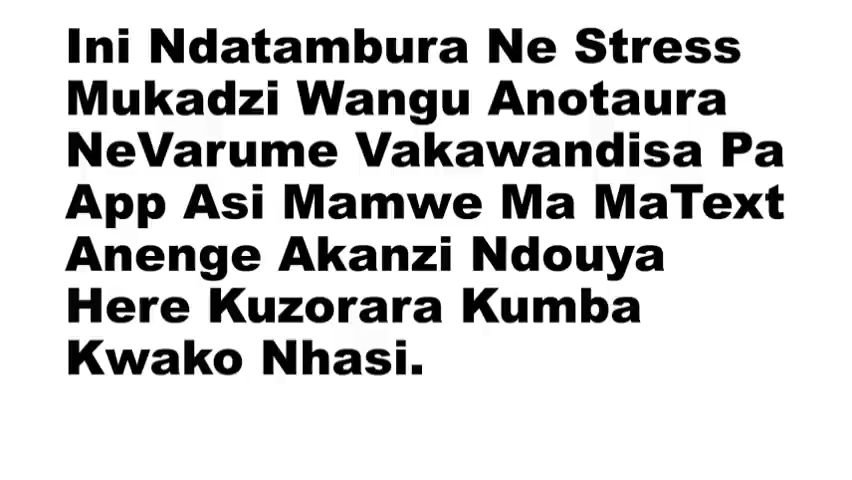 Ini Ndatambura Ne Stress
Mukadzi Wangu Anotaura
NeVarume Vakawandisa Pa
App Asi Mamwe Ma MaText
Anenge Akanzi Ndouya
Here Kuzorara Kumba
Kwako Nhasi.